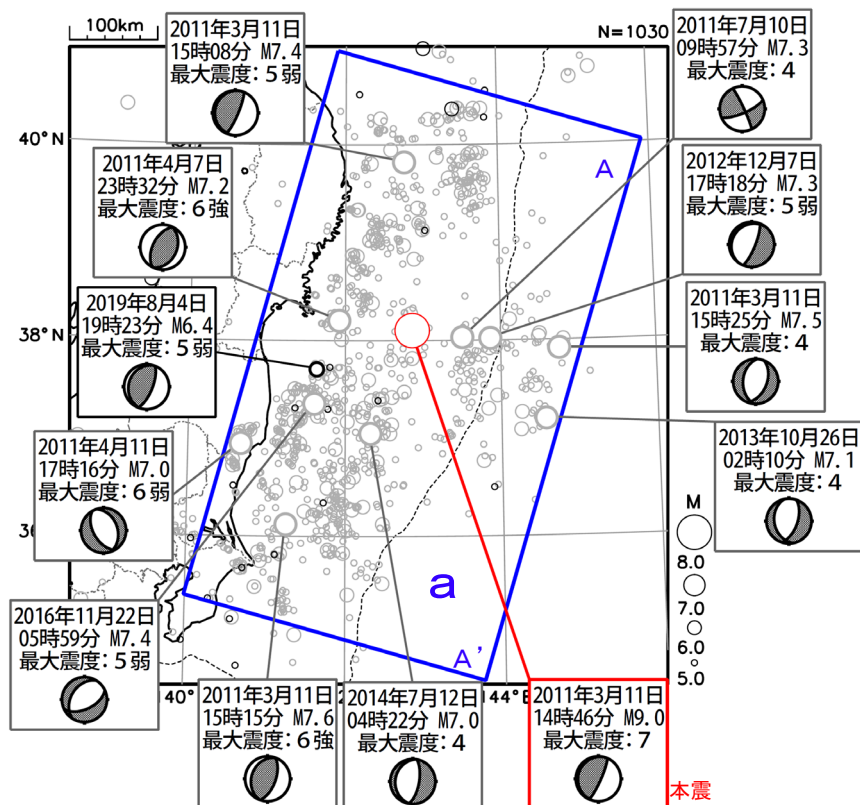 100km
N=1030
2011年3月11日
15時08分 M7.4
最大震度:5弱
2011年7月10日
09時57分 M7.3
最大震度:4
40°N
2011年4月7日
23時32分 M7.2
最大震度:6強
A
2012年12月7日
17時18分 M7.3
最大震度:5弱
2019年8月4日
19時23分 M6.4
最大震度:5弱
38°N
2011年3月11日
15時25分 M7.5
最大震度:4
2011年4月11日
17時16分 M7.0
最大震度:6弱
2013年10月26日
02時10分 M7.1
最大震度:4
36
M
8.0
7.0
6.0
5.0
a
A'
2016年11月22日
05時59分 M7.4
最大震度:5弱
140°
2
144°E
2011年3月11日
15時15分 M7.6
最大震度:6強
2014年7月12日
04時22分 M7.0
最大震度:4
2011年3月11日
14時46分 M9.0
最大震度:7
本震